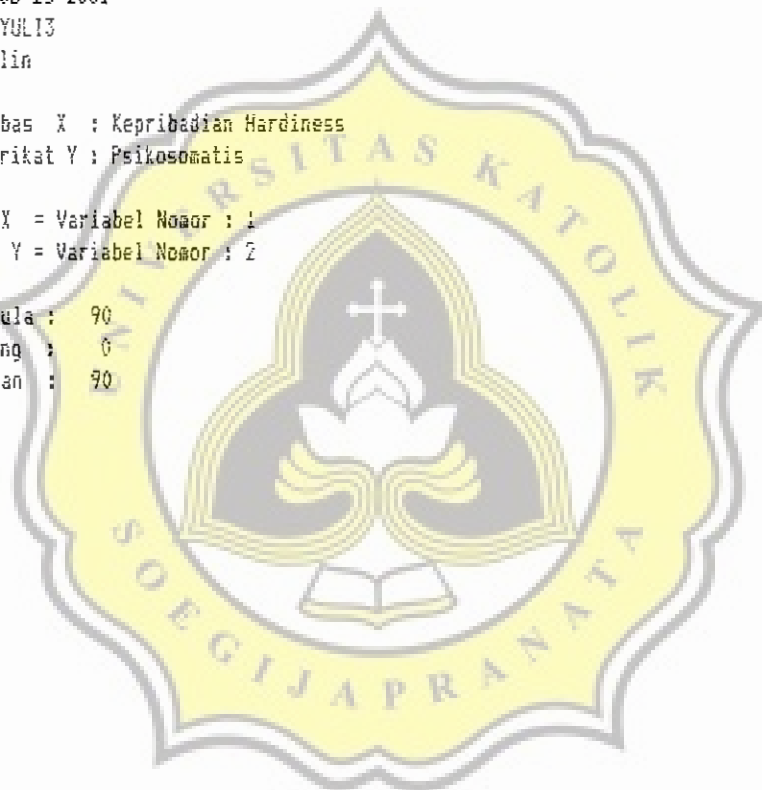 YULI3
lin
bas X : Kepribadian Hardiness
rikat Y : Psikosomatis
X = Variabel Nomor : 1
Y = Variabel Nomor : 2
ula : 90
ng : 0
an : 90
UNIVERSITAS KATOLIK
SOEGIJAPRANATA